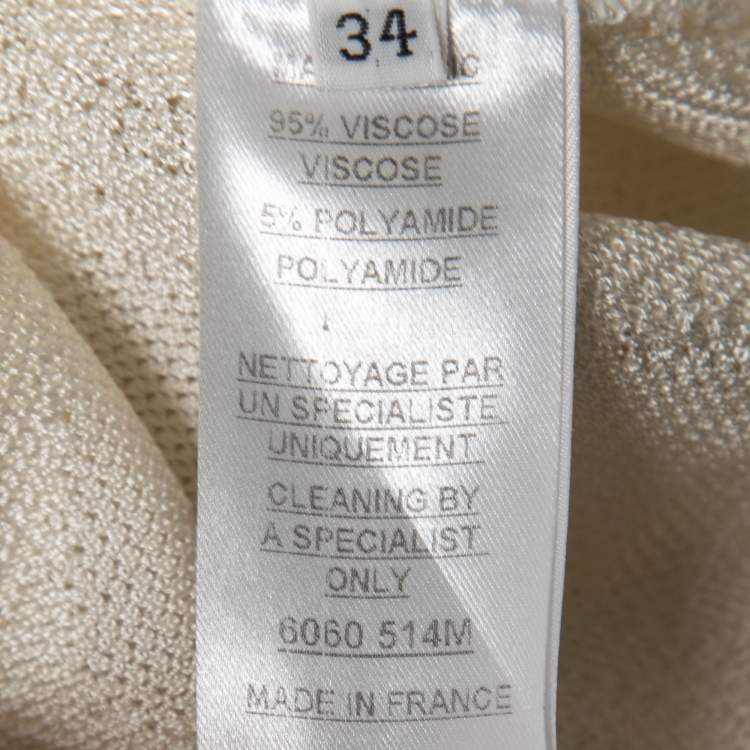 34
95% VISCOSE
VISCOSE
5% POLYAMIDE
POLYAMIDE
NETTOYAGE PAR
UN SPECIALISTE
UNIQUEMENT
CLEANING BY
A SPECIALIST
ONLY
6060 514M
MADE IN FRANCE